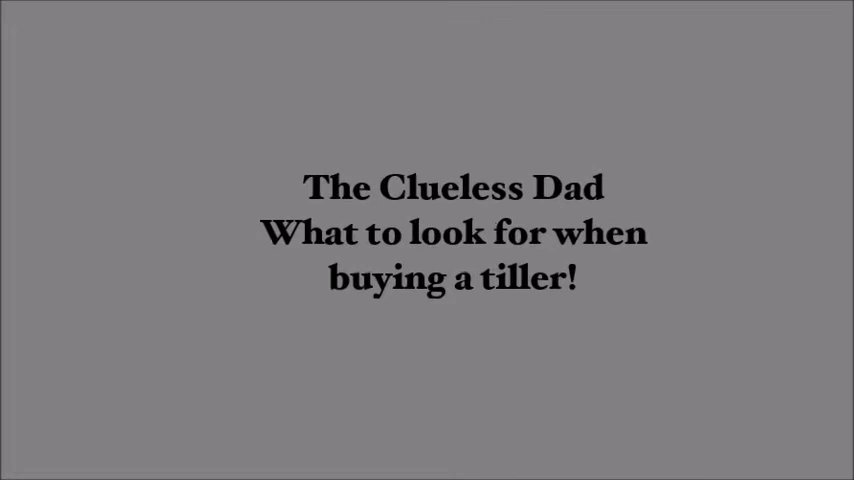 The Clueless Dad
What to look for when
buying a tiller!